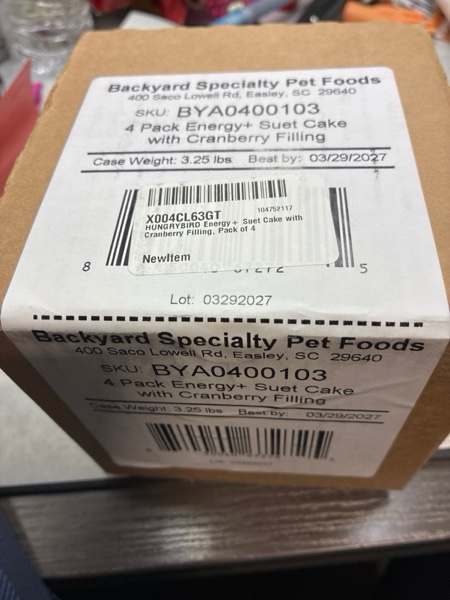 Backyard Specialty Pet Foods
400 Saco Lowell Rd, Easley, SC 29640
SKU: BYA0400103
4 Pack Energy+ Suet Cake
with Cranberry Filling
Case Weight: 3.25 lbs Best by: 03/29/2027
X004CL63GT 104752117
HUNGRYBIRD Energy+ Suet Cake with
Cranberry Filling, Pack of 4
NewItem
8 5
Lot: 03292027
Backyard Specialty Pet Foods
400 Saco Lowell Rd, Easley, SC 29640
SKU: BYA0400103
4 Pack Energy+ Suet Cake
with Cranberry Filling
Case Weight: 3.25 lbs Best by: 03/29/2027